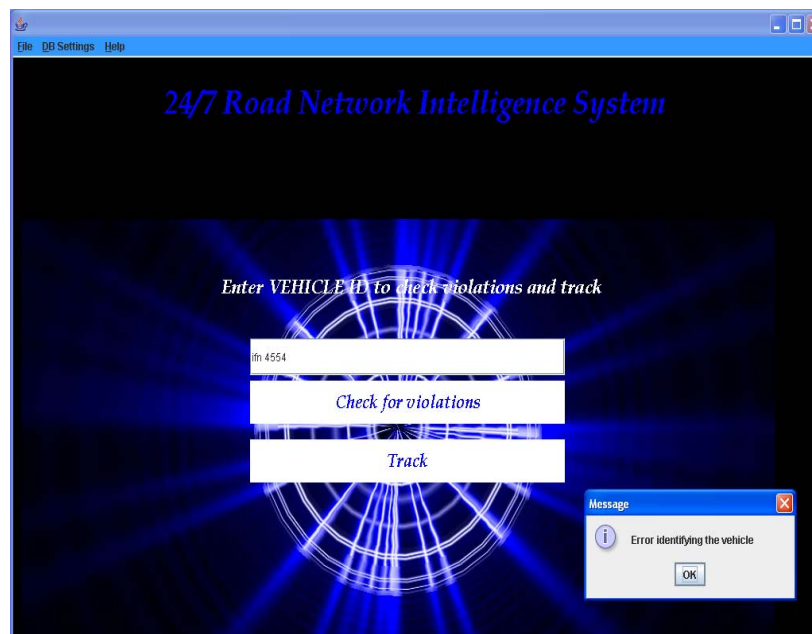 File DB Settings Help
24/7 Road Network Intelligence System
Enter VEHICLE ID to check violations and track
ifn 4554
Check for violations
Track
Message
Error identifying the vehicle
OK